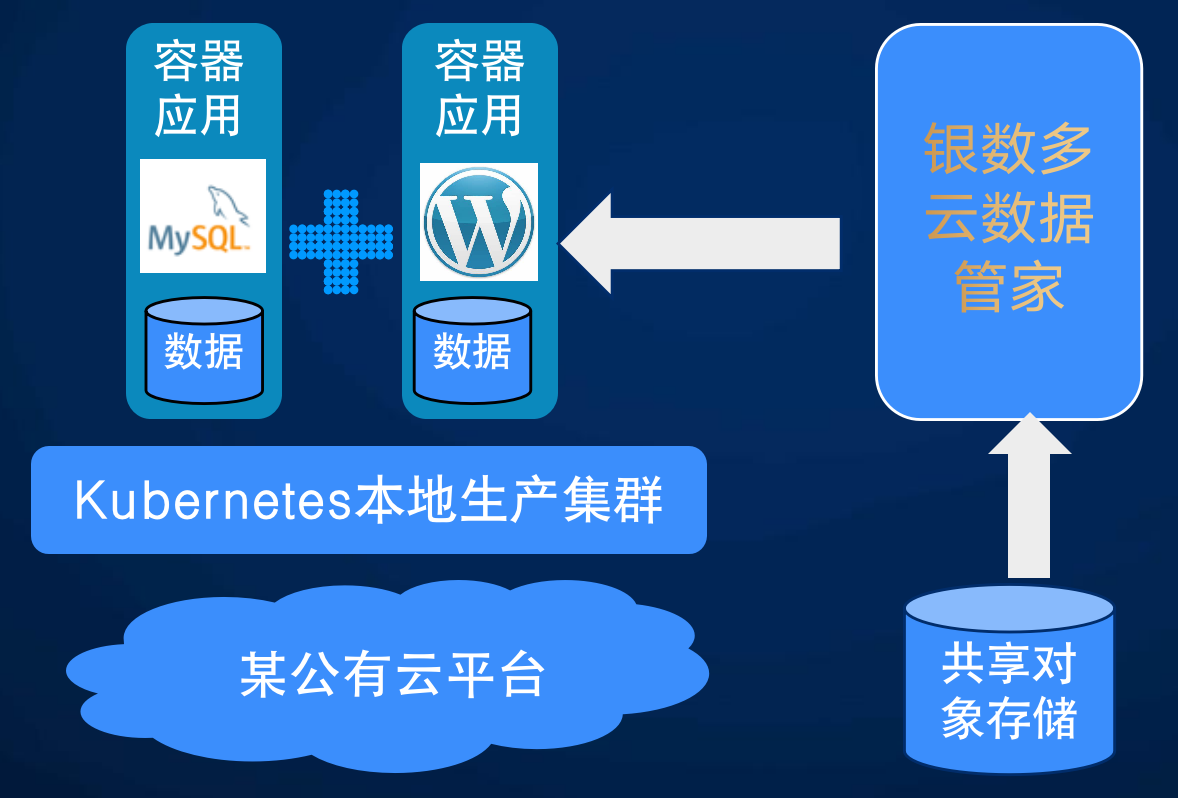 容器
应用
MySQL™
数据
容器
应用
W
数据
银数多
云数据
管家
Kubernetes本地生产集群
某公有云平台
共享对
象存储